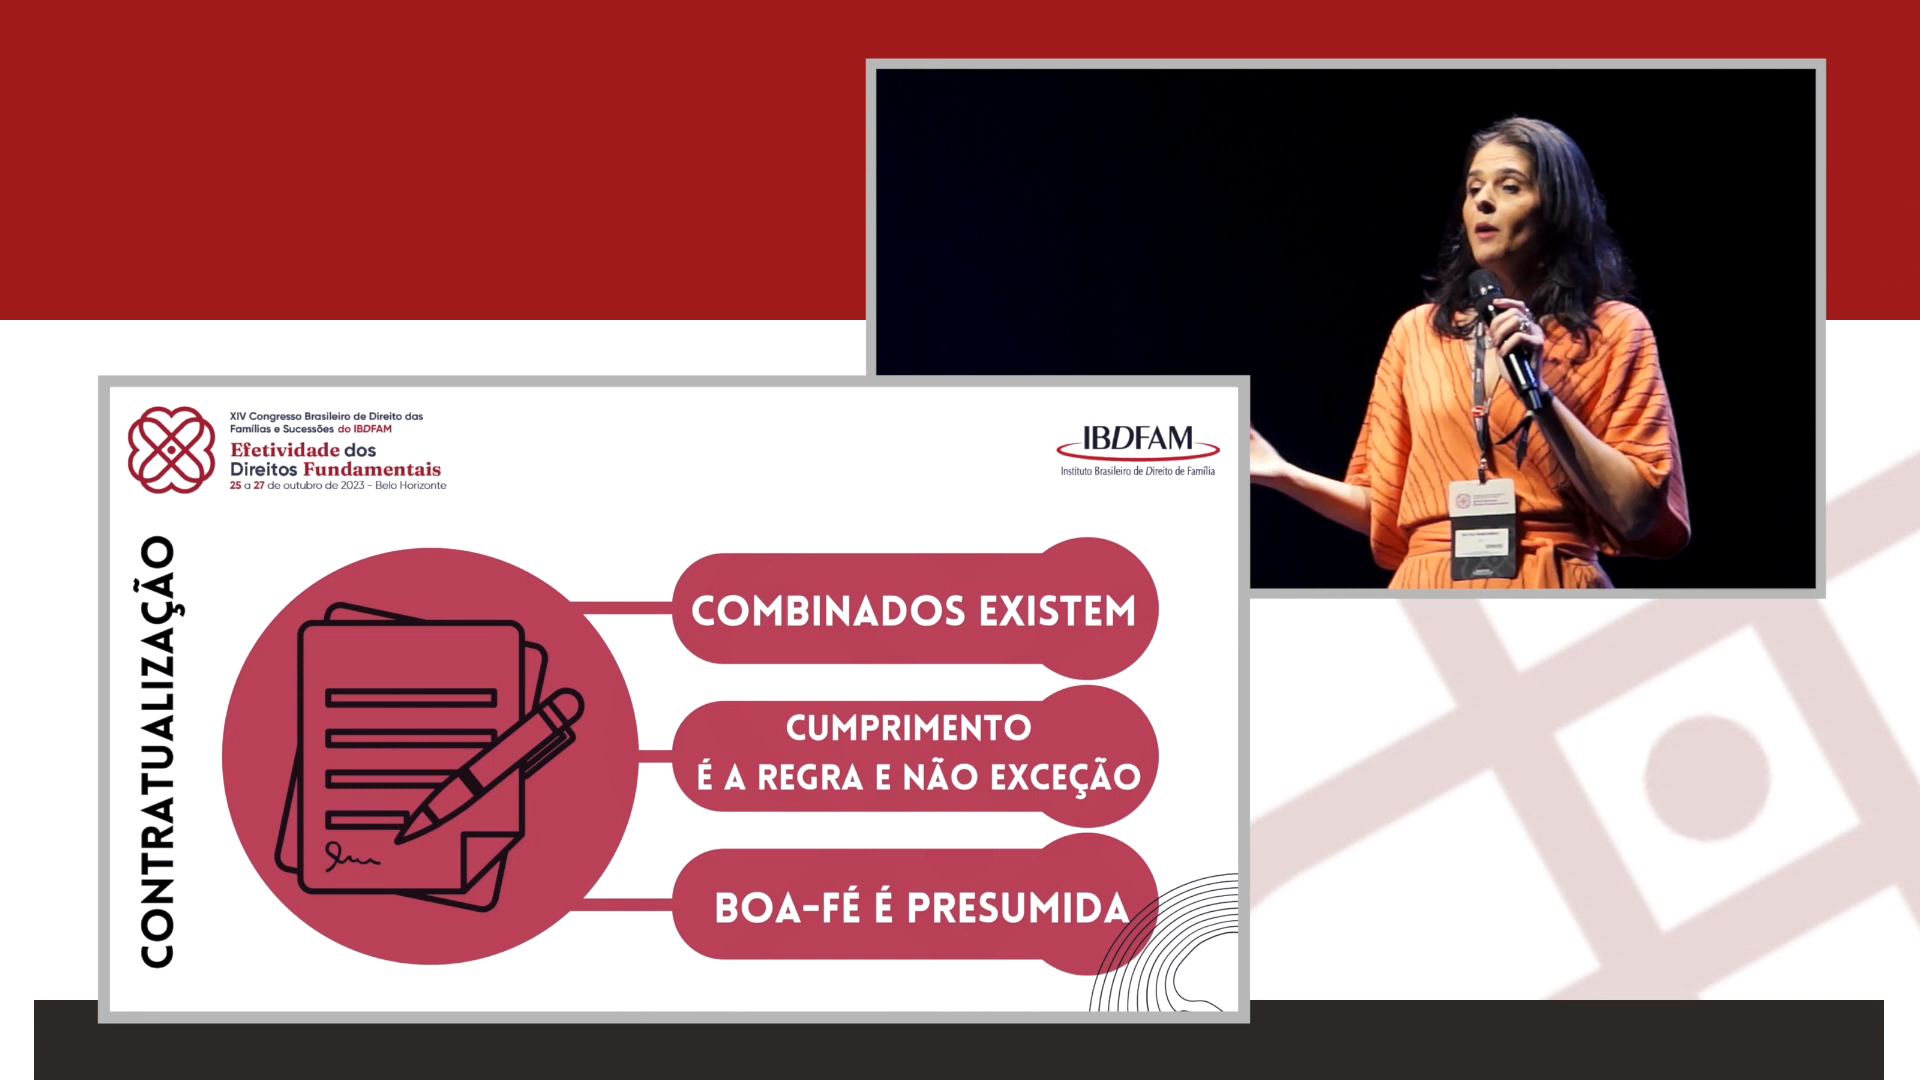 XIV Congresso Brasileiro de Direito das
Famílias e Sucessões do IBDFAM
Efetividade dos
Direitos Fundamentais
25 a 27 de outubro de 2023 - Belo Horizonte
IBDFAM
Instituto Brasileiro de Direito de Família
CONTRATUALIZAÇÃO
COMBINADOS EXISTEM
CUMPRIMENTO
É A REGRA E NÃO EXCEÇÃO
BOA-FÉ É PRESUMIDA